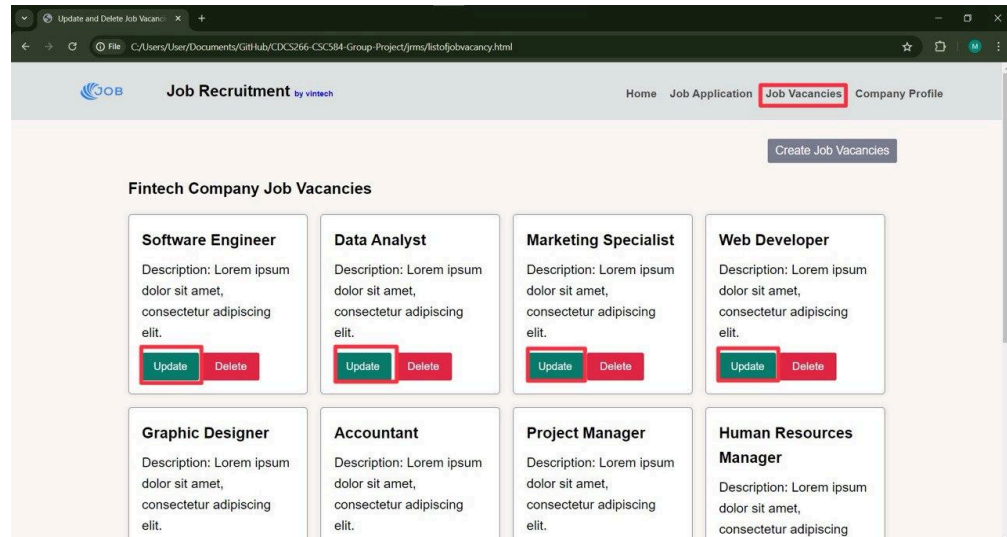 Update and Delete Job Vacanci
File C:/Users/User/Documents/GitHub/CDCS266-CSC584-Group-Project/jrms/listofjobvacancy.html
M
JOB
Job Recruitment by vintech
Home Job Application Job Vacancies Company Profile
Create Job Vacancies
Fintech Company Job Vacancies
Software Engineer
Description: Lorem ipsum
dolor sit amet,
consectetur adipiscing
elit.
Update Delete
Data Analyst
Description: Lorem ipsum
dolor sit amet,
consectetur adipiscing
elit.
Update Delete
Marketing Specialist
Description: Lorem ipsum
dolor sit amet,
consectetur adipiscing
elit.
Update Delete
Web Developer
Description: Lorem ipsum
dolor sit amet,
consectetur adipiscing
elit.
Update Delete
Graphic Designer
Description: Lorem ipsum
dolor sit amet,
consectetur adipiscing
elit.
Accountant
Description: Lorem ipsum
dolor sit amet,
consectetur adipiscing
elit.
Project Manager
Description: Lorem ipsum
dolor sit amet,
consectetur adipiscing
elit.
Human Resources
Manager
Description: Lorem ipsum
dolor sit amet,
consectetur adipiscing